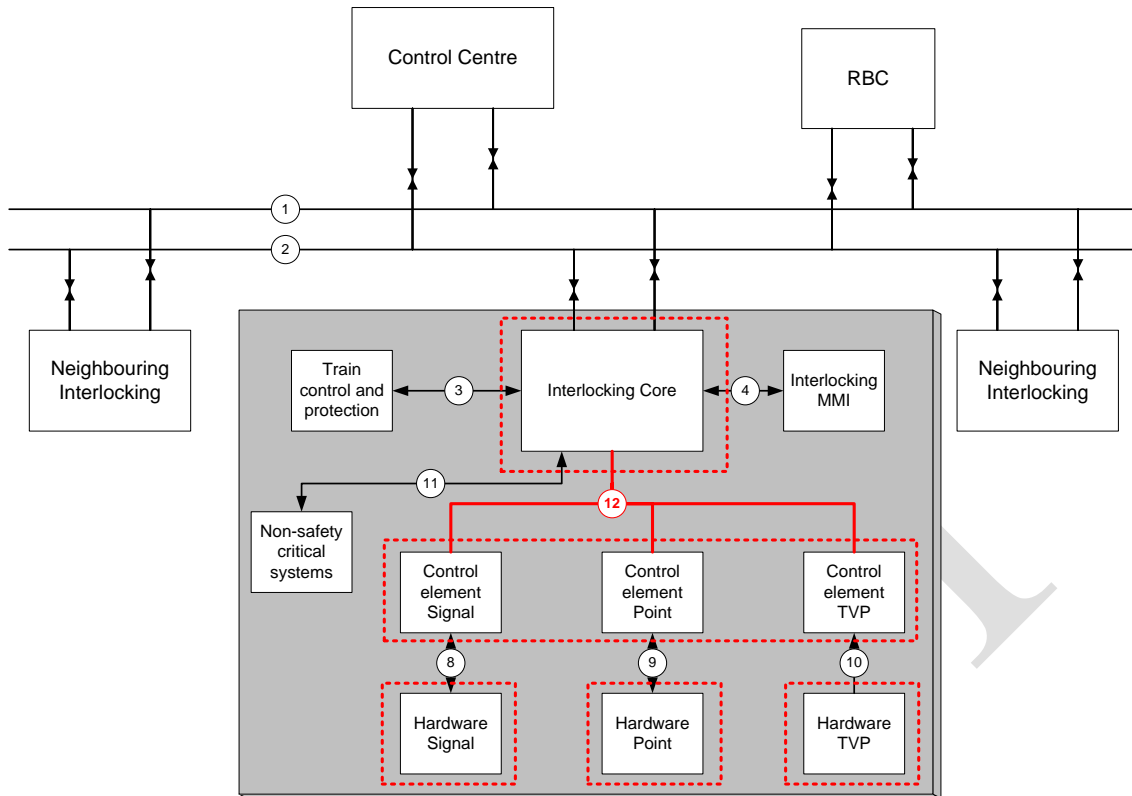 Control Centre
RBC
1
2
Neighbouring
Interlocking
Train
control and
protection
3
Interlocking Core
4
Interlocking
MMI
Neighbouring
Interlocking
11
12
Non-safety
critical
systems
Control
element
Signal
Control
element
Point
Control
element
TVP
8
9
10
Hardware
Signal
Hardware
Point
Hardware
TVP